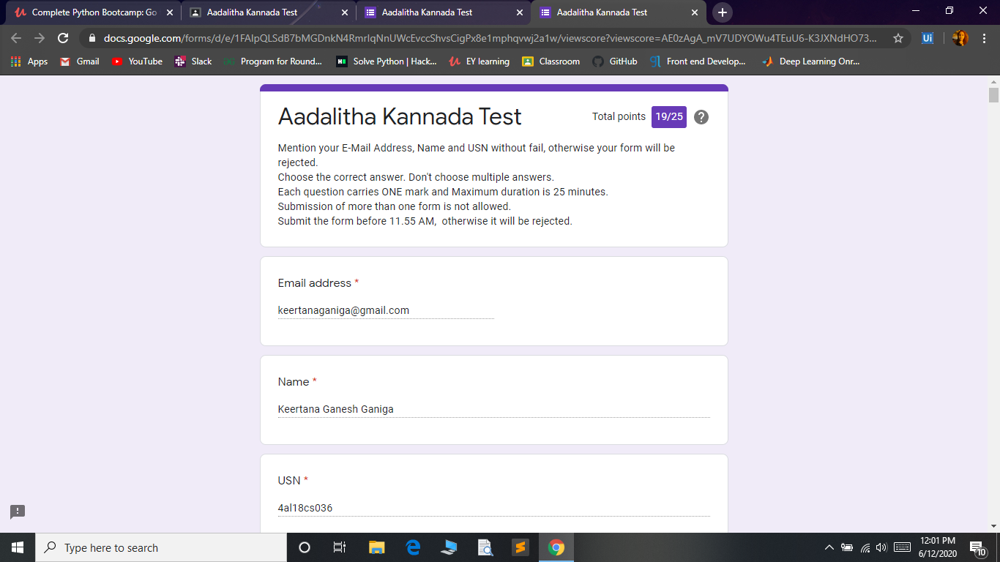 Complete Python Bootcamp: Go
Aadalitha Kannada Test
Aadalitha Kannada Test
Aadalitha Kannada Test
docs.google.com/forms/d/e/1FAIpQLSdB7bMGDnkN4RmrIqNnUWcEvccShvsCigPx8e1mphqvwj2a1w/viewscore?viewscore=AE0zAgA_mV7UDYOWu4TEuU6-K3JXNdHO73...
Ui
Apps
Gmail
YouTube
Slack
Program for Round...
Solve Python | Hack...
EY learning
Classroom
GitHub
Front end Develop...
Deep Learning Onr...
Aadalitha Kannada Test
Total points 19/25
Mention your E-Mail Address, Name and USN without fail, otherwise your form will be
rejected.
Choose the correct answer. Don't choose multiple answers.
Each question carries ONE mark and Maximum duration is 25 minutes.
Submission of more than one form is not allowed.
Submit the form before 11.55 AM,  otherwise it will be rejected.
Email address *
keertanaganiga@gmail.com
Name *
Keertana Ganesh Ganiga
USN *
4al18cs036
Type here to search
12:01 PM
6/12/2020
10